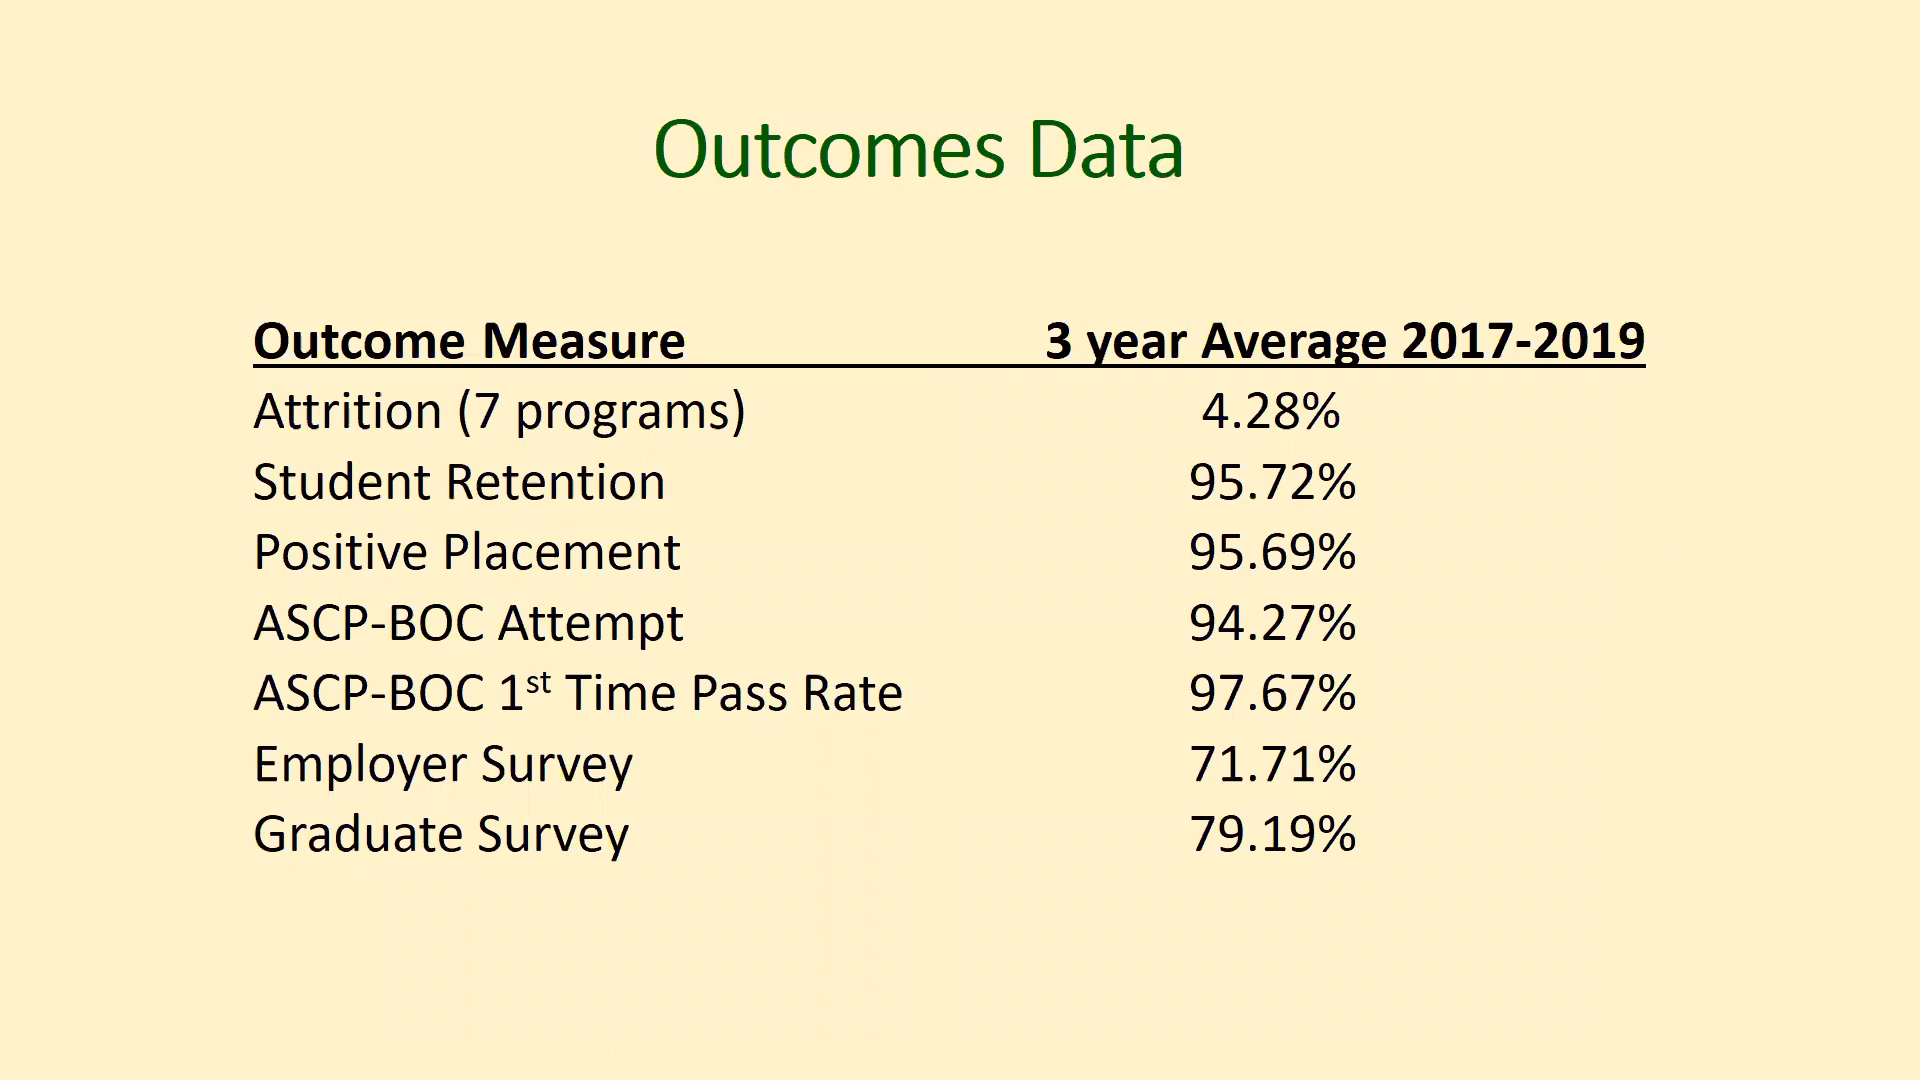 Outcomes Data
Outcome Measure 3 year Average 2017-2019
Attrition (7 programs) 4.28%
Student Retention 95.72%
Positive Placement 95.69%
ASCP-BOC Attempt 94.27%
ASCP-BOC 1st Time Pass Rate 97.67%
Employer Survey 71.71%
Graduate Survey 79.19%